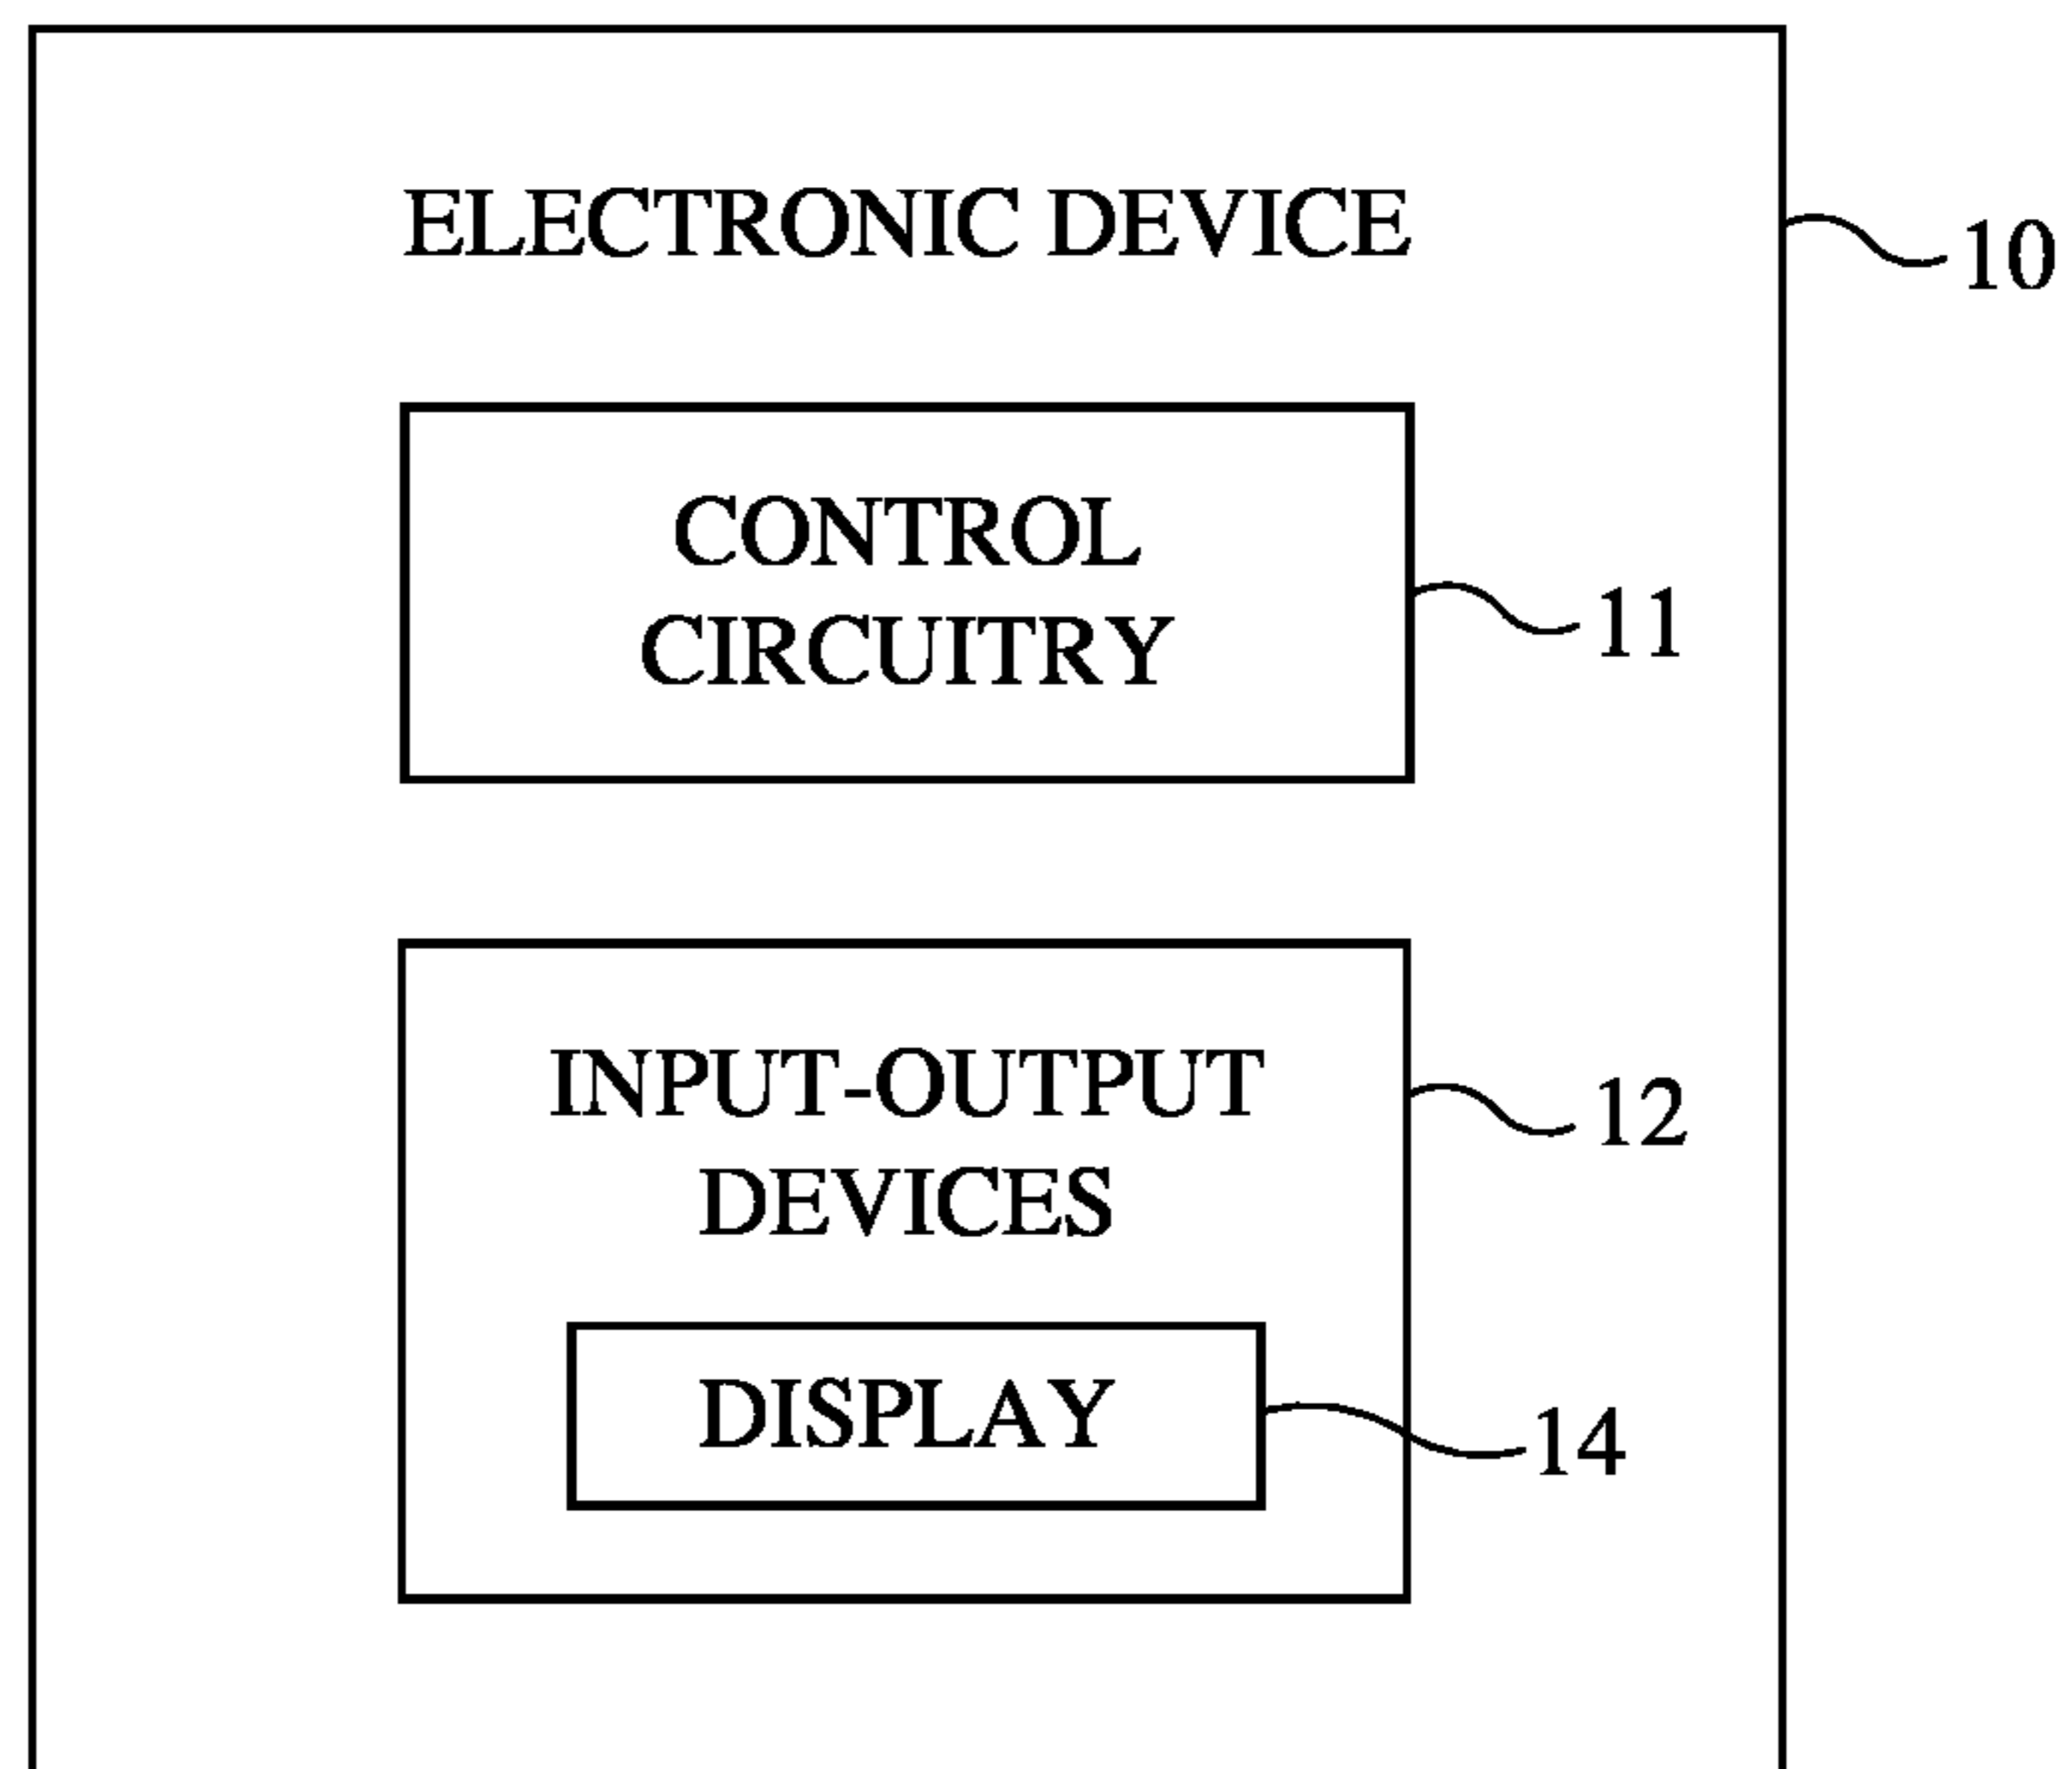 ELECTRONIC DEVICE
10
CONTROL
CIRCUITRY
11
INPUT-OUTPUT
DEVICES
12
DISPLAY
14